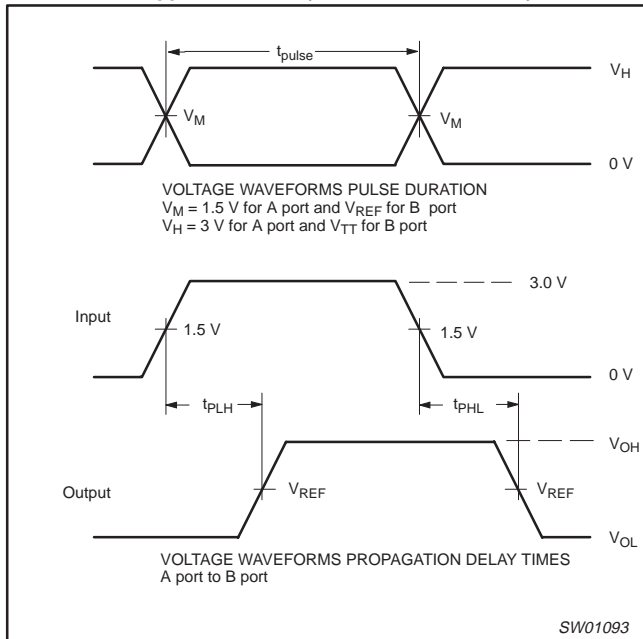 tpulse
VH
VM
VM
0 V
VOLTAGE WAVEFORMS PULSE DURATION
VM = 1.5 V for A port and VREF for B port
VH = 3 V for A port and VTT for B port
3.0 V
Input
1.5 V
1.5 V
0 V
tPLH
tPHL
VOH
Output
VREF
VREF
VOL
VOLTAGE WAVEFORMS PROPAGATION DELAY TIMES
A port to B port
SW01093